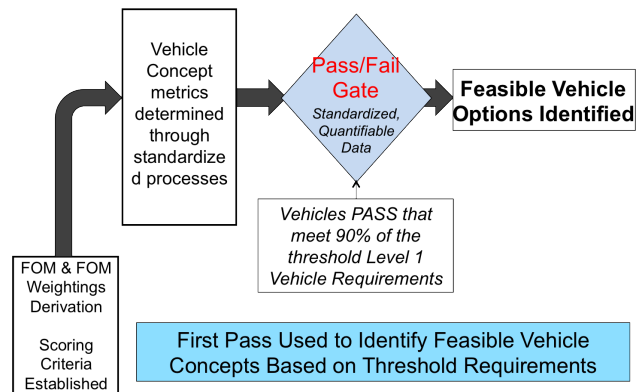 Vehicle
Concept
metrics
determined
through
standardize
d processes
Pass/Fail
Gate
Standardized,
Quantifiable
Data
Feasible Vehicle
Options Identified
Vehicles PASS that
meet 90% of the
threshold Level 1
Vehicle Requirements
FOM & FOM
Weightings
Derivation
Scoring
Criteria
Established
First Pass Used to Identify Feasible Vehicle
Concepts Based on Threshold Requirements